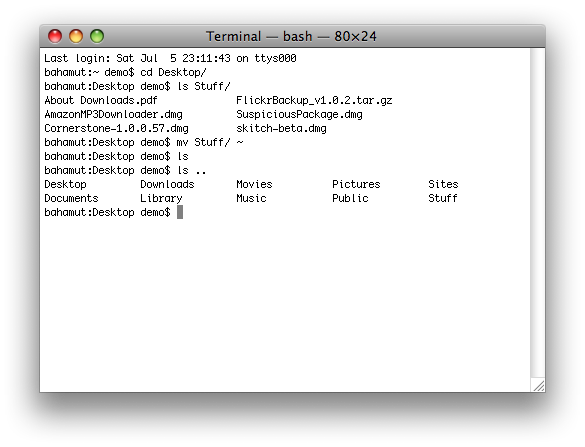 Terminal — bash — 80×24
Last login: Sat Jul  5 23:11:43 on ttys000
bahamut:~ demo$ cd Desktop/
bahamut:Desktop demo$ ls Stuff/
About Downloads.pdf             FlickrBackup_v1.0.2.tar.gz
AmazonMP3Downloader.dmg         SuspiciousPackage.dmg
Cornerstone-1.0.0.57.dmg        skitch-beta.dmg
bahamut:Desktop demo$ mv Stuff/ ~
bahamut:Desktop demo$ ls
bahamut:Desktop demo$ ls ..
Desktop         Downloads       Movies          Pictures        Sites
Documents       Library         Music           Public          Stuff
bahamut:Desktop demo$